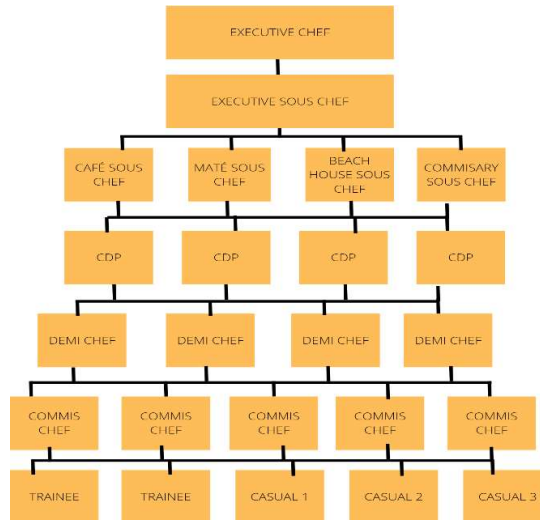 EXECUTIVE CHEF
EXECUTIVE SOUS CHEF
CAFÉ SOUS
CHEF
MATÉ SOUS
CHEF
BEACH
HOUSE SOUS
CHEF
COMMISARY
SOUS CHEF
CDP
CDP
CDP
CDP
DEMI CHEF
DEMI CHEF
DEMI CHEF
DEMI CHEF
COMMIS
CHEF
COMMIS
CHEF
COMMIS
CHEF
COMMIS
CHEF
COMMIS
CHEF
TRAINEE
TRAINEE
CASUAL 1
CASUAL 2
CASUAL 3